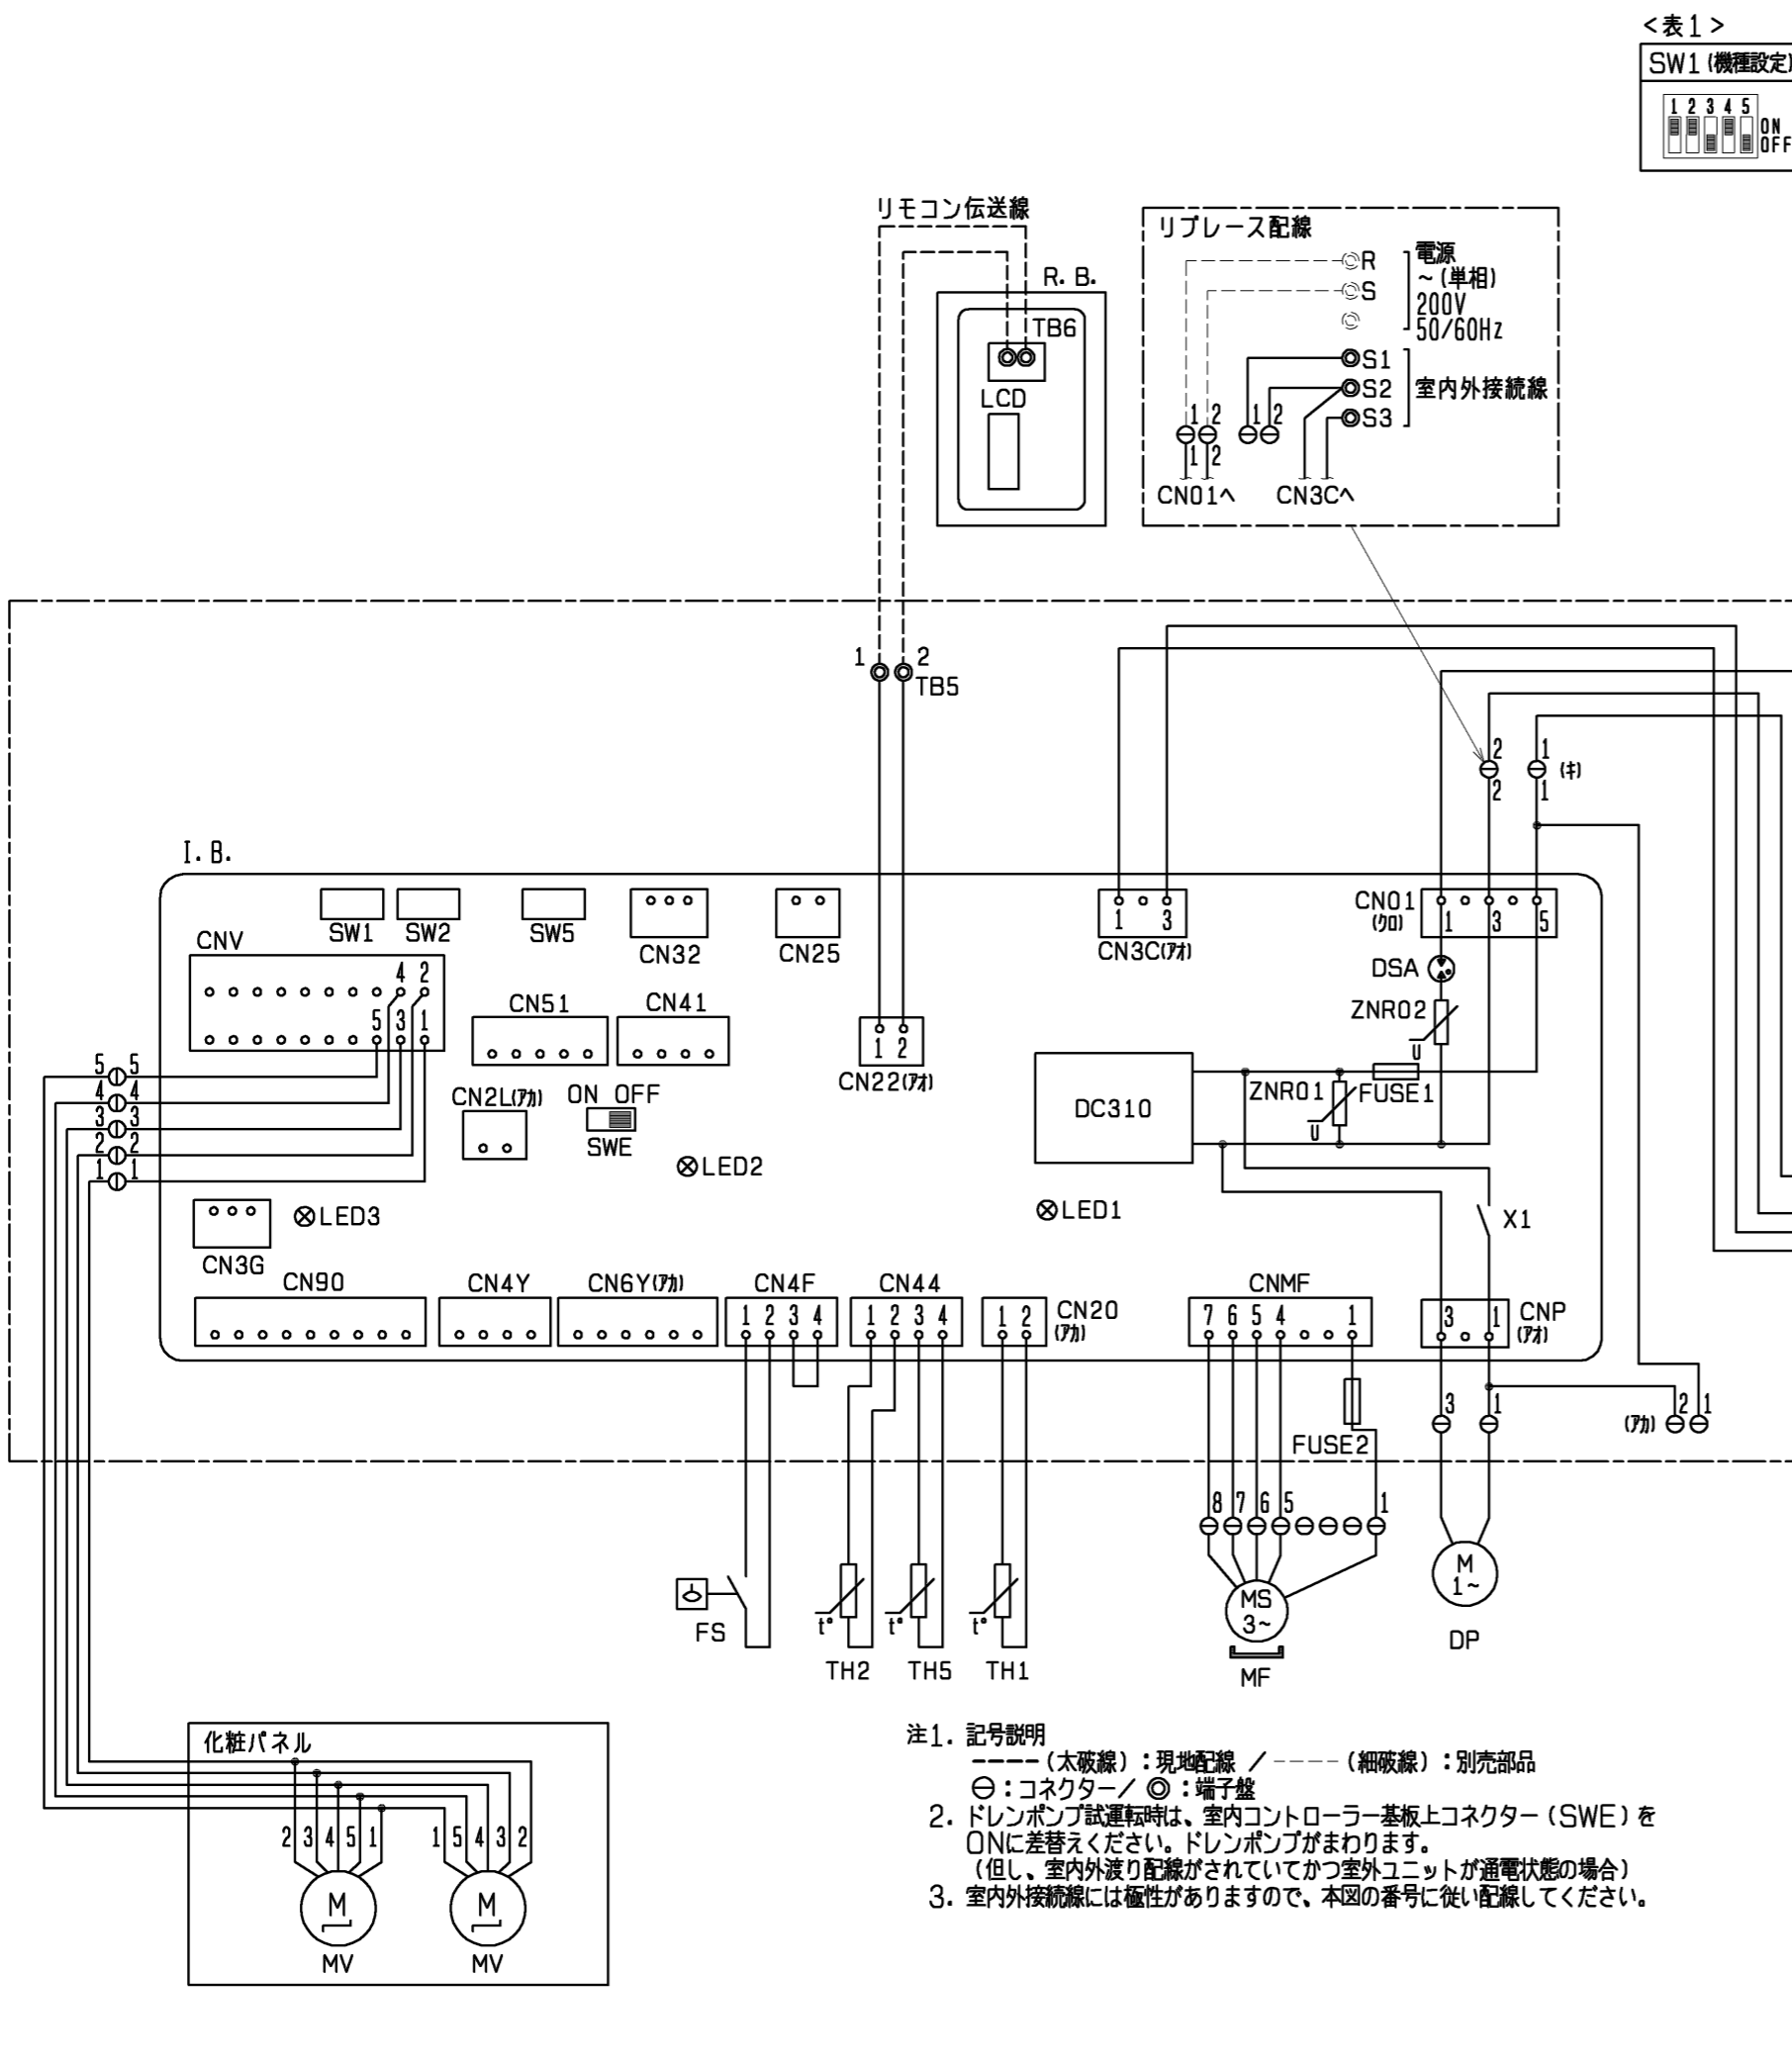 <表1>
SW1(機種設定)
1 2 3 4 5
ON
OFF
リモコン伝送線
R.B.
TB6
LCD
リプレース配線
R
S
電源
~(単相)
200V
50/60Hz
S1
S2
S3
室内外接続線
1 2 1 2
1 2
CN01へ CN3Cへ
1 2
TB5
2 1
(キ)
2 1
I.B.
SW1 SW2 SW5 CN32 CN25
CNV
4 2
5 3 1
CN51 CN41
1 2
CN22(アオ)
1 3
CN3C(アオ)
CN01
(クロ)
1 3 5
DSA
ZNR02
U
ZNR01
U
FUSE1
DC310
5 5
4 4
3 3
2 2
1 1
CN2L(アカ)
ON OFF
SWE
LED2
LED3
LED1
X1
CN3G
CN90 CN4Y CN6Y(アカ)
CN4F
1 2 3 4
CN44
1 2 3 4
1 2
CN20
(アカ)
CNMF
7 6 5 4 1
3 1
CNP
(アオ)
FUSE2
3 1
(アカ)
2 1
8 7 6 5 1
FS
t°
TH2
t°
TH5
t°
TH1
MS
3~
MF
M
1~
DP
化粧パネル
2 3 4 5 1
1 5 4 3 2
M
MV
M
MV
注1. 記号説明
----(太破線):現地配線 / ----(細破線):別売部品
:コネクター/ ◎:端子盤
2. ドレンポンプ試運転時は、室内コントローラー基板上コネクター(SWE)を
ONに差替えください。ドレンポンプがまわります。
(但し、室内外渡り配線がされていてかつ室外ユニットが通電状態の場合)
3. 室内外接続線には極性がありますので、本図の番号に従い配線してください。